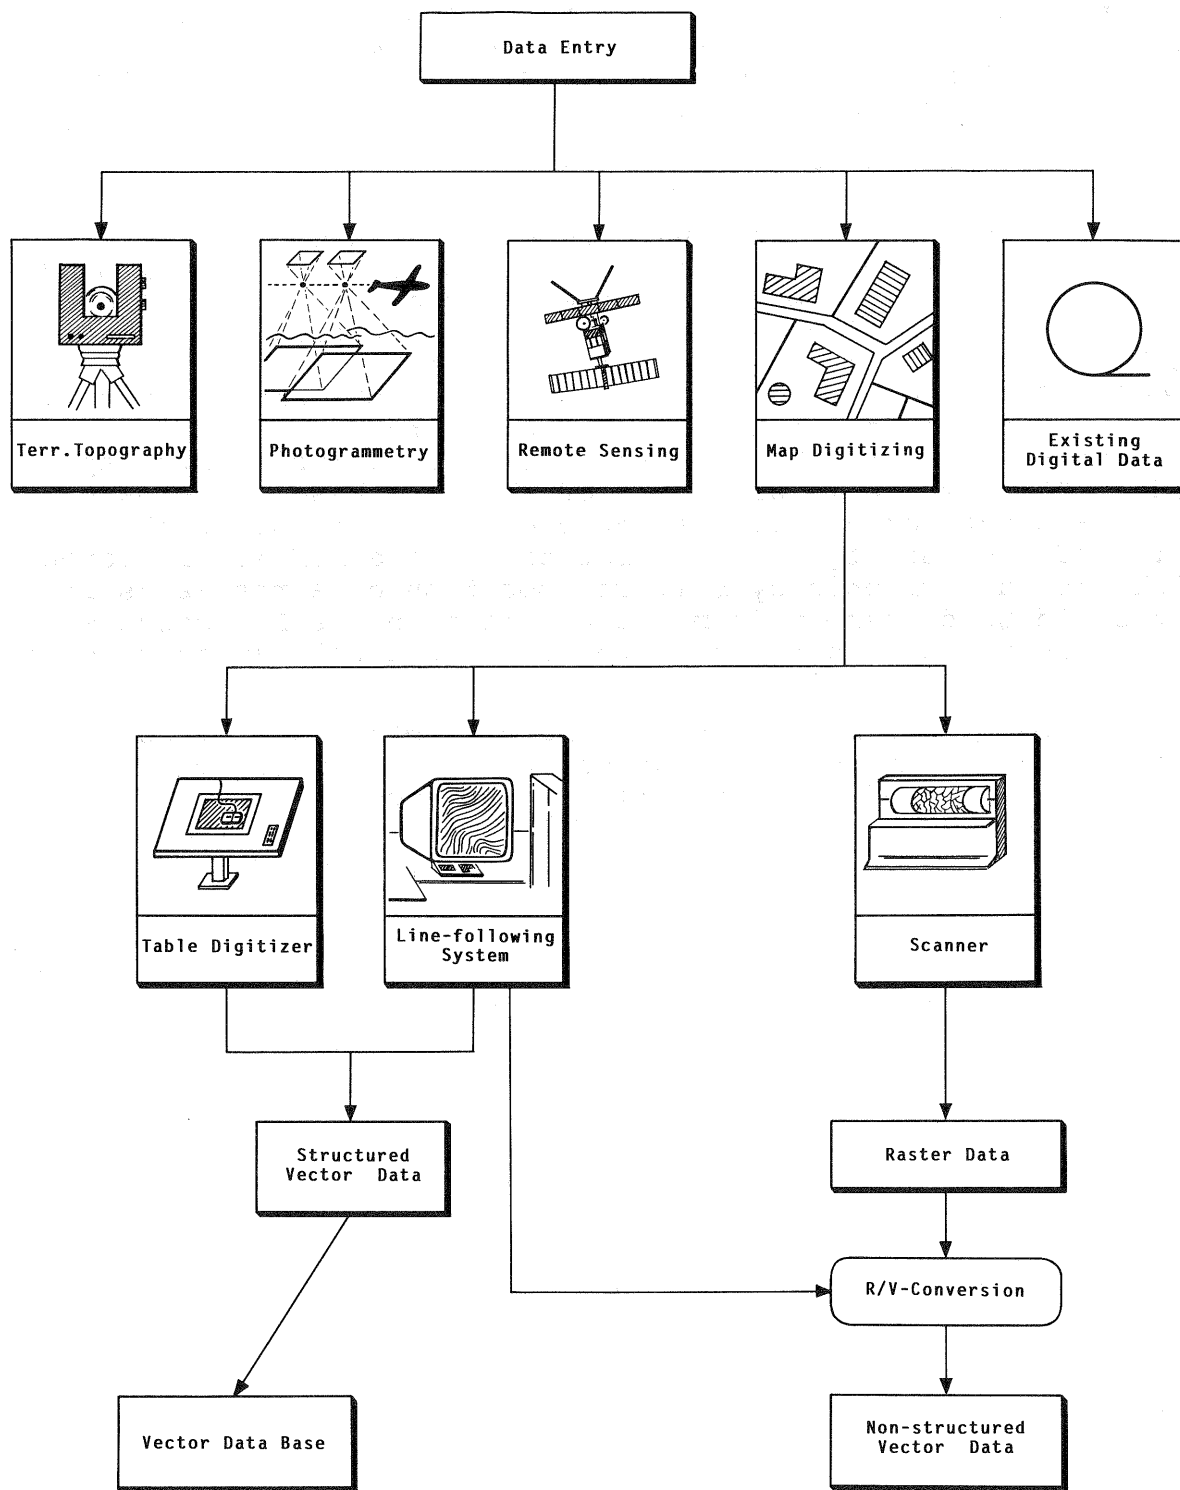 Data Entry
Terr.Topography
Photogrammetry
Remote Sensing
Map Digitizing
Existing
Digital Data
Table Digitizer
Line-following
System
Scanner
Structured
Vector Data
Raster Data
R/V-Conversion
Vector Data Base
Non-structured
Vector Data